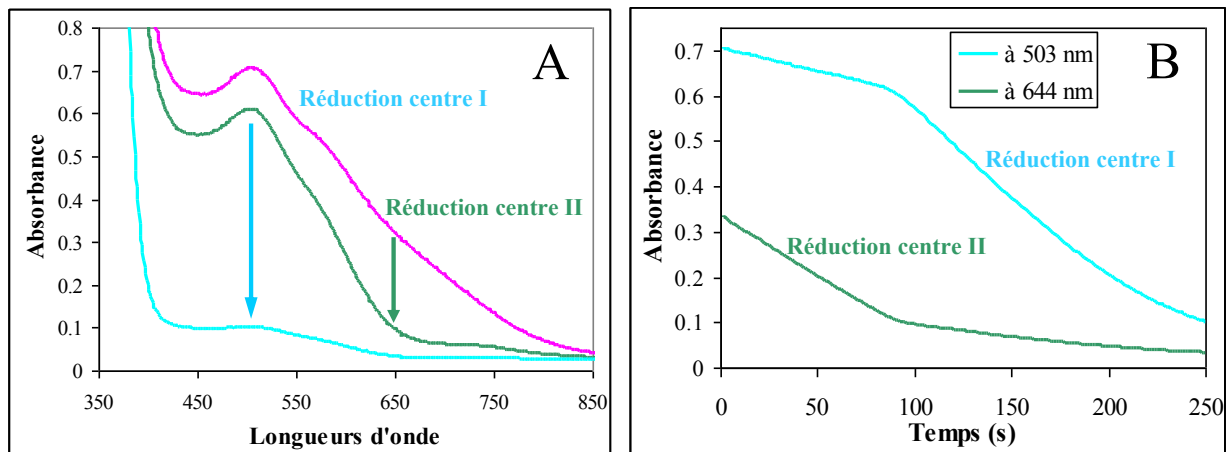 A
Réduction centre I
Réduction centre II
Absorbance
0.8
0.7
0.6
0.5
0.4
0.3
0.2
0.1
0
350 450 550 650 750 850
Longueurs d'onde
B
à 503 nm
à 644 nm
Réduction centre I
Réduction centre II
Absorbance
0.7
0.6
0.5
0.4
0.3
0.2
0.1
0
0 50 100 150 200 250
Temps (s)